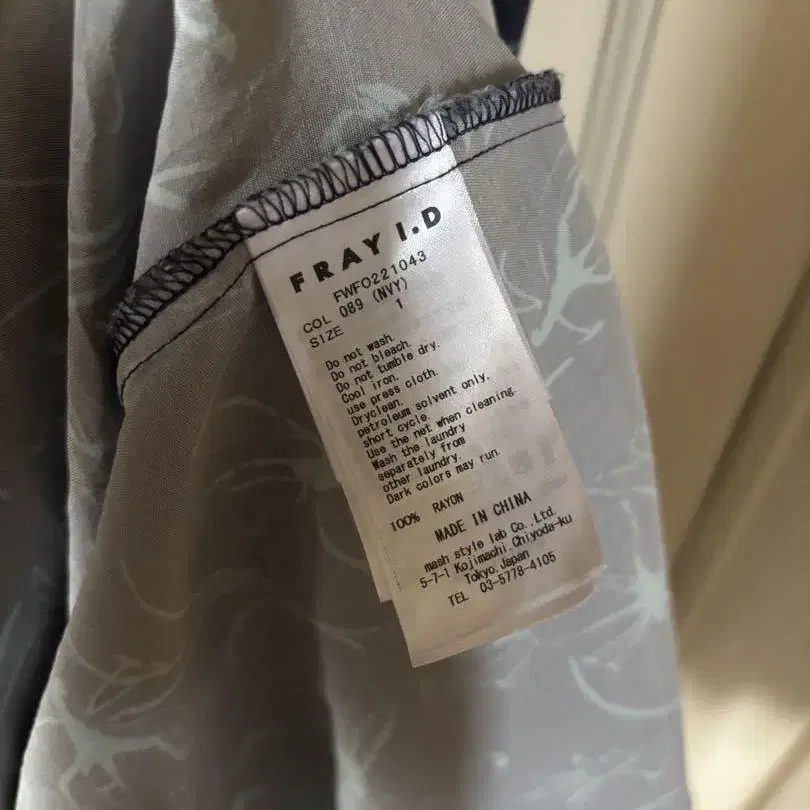 FRAY I.D
FWFO221043
COL 089 (NVY)
SIZE 1
Do not wash.
Do not bleach.
Do not tumble dry.
Cool iron.
use press cloth.
Dryclean.
petroleum solvent only.
short cycle.
Use the net when cleaning.
Wash the laundry
separately from
other laundry.
Dark colors may run.
100% RAYON
MADE IN CHINA
mash style lab Co.,Ltd.
5-7-1 Kojimachi,Chiyoda-ku
Tokyo,Japan
TEL 03-5778-4105